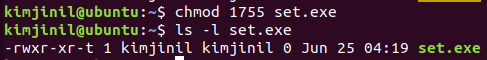 kimjinil@ubuntu:~$ chmod 1755 set.exe
kimjinil@ubuntu:~$ ls -l set.exe
-rwxr-xr-t 1 kimjinil kimjinil 0 Jun 25 04:19 set.exe